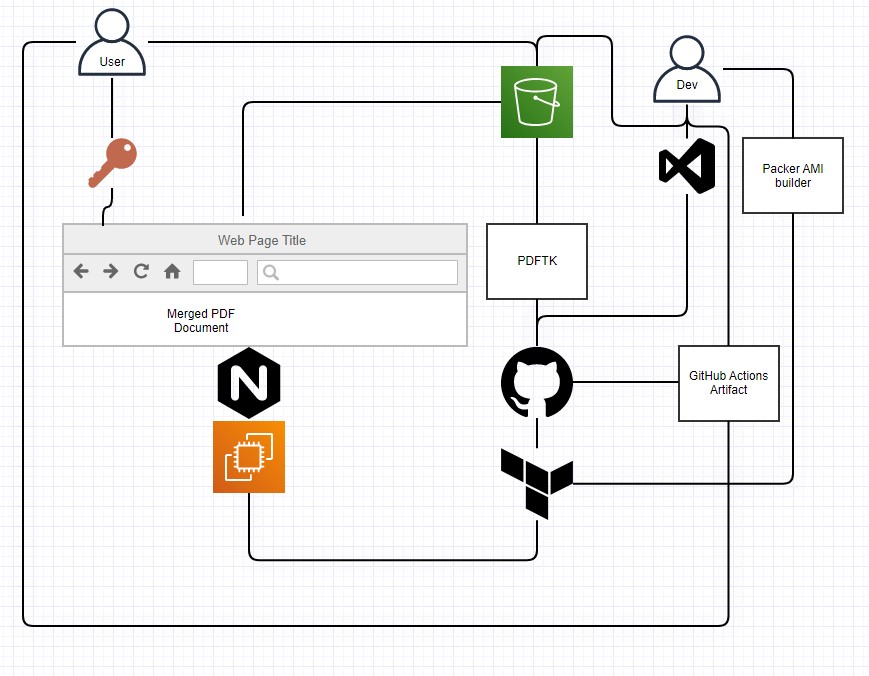 User
Dev
Packer AMI
builder
Web Page Title
PDFTK
Merged PDF
Document
GitHub Actions
Artifact